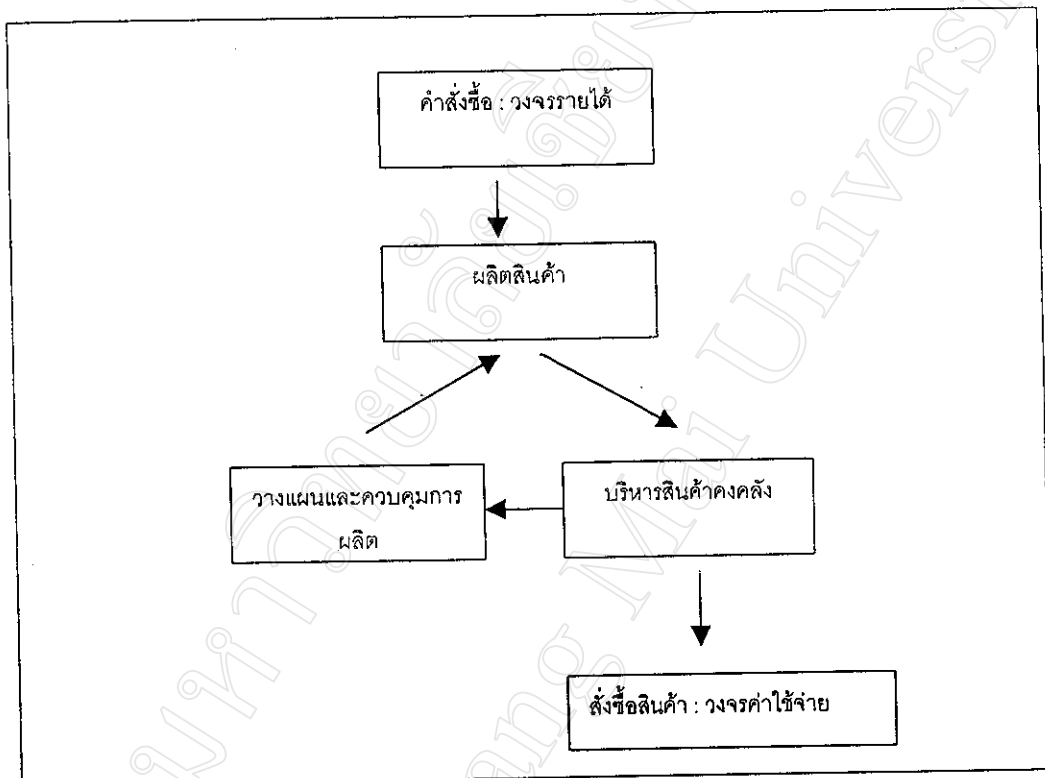 คำสั่งซื้อ : วงจรรายได้
ผลิตสินค้า
วางแผนและควบคุมการ
ผลิต
บริหารสินค้าคงคลัง
สั่งซื้อสินค้า : วงจรค่าใช้จ่าย